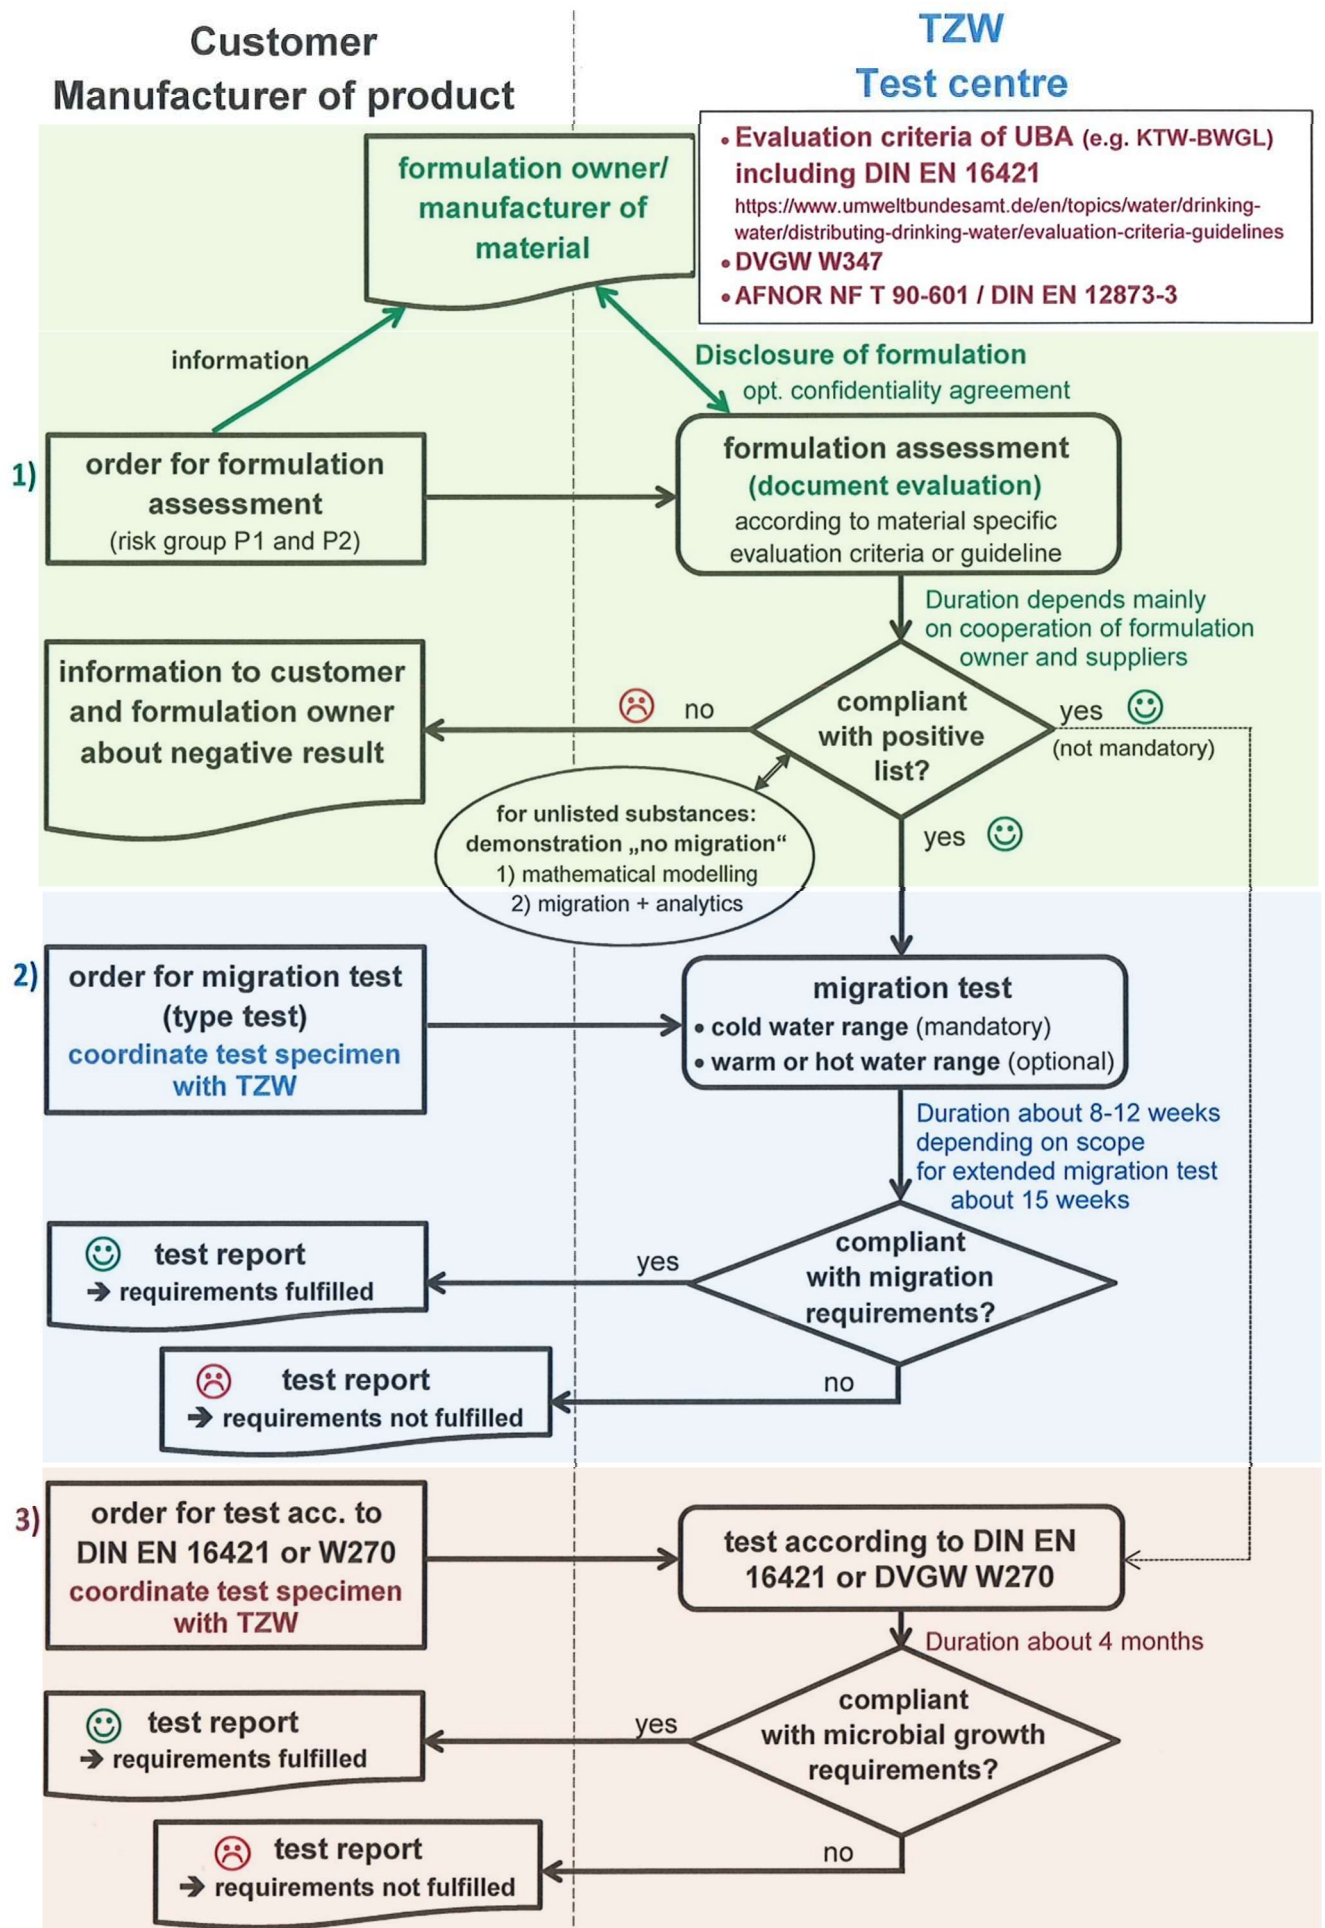 Customer
Manufacturer of product
TZW
Test centre
• Evaluation criteria of UBA (e.g. KTW-BWGL)
including DIN EN 16421
https://www.umweltbundesamt.de/en/topics/water/drinking-
water/distributing-drinking-water/evaluation-criteria-guidelines
• DVGW W347
• AFNOR NF T 90-601 / DIN EN 12873-3
formulation owner/
manufacturer of
material
information
Disclosure of formulation
opt. confidentiality agreement
1)
order for formulation
assessment
(risk group P1 and P2)
formulation assessment
(document evaluation)
according to material specific
evaluation criteria or guideline
Duration depends mainly
on cooperation of formulation
owner and suppliers
information to customer
and formulation owner
about negative result
no
compliant
with positive
list?
yes
(not mandatory)
for unlisted substances:
demonstration „no migration“
1) mathematical modelling
2) migration + analytics
yes
2)
order for migration test
(type test)
coordinate test specimen
with TZW
migration test
• cold water range (mandatory)
• warm or hot water range (optional)
Duration about 8-12 weeks
depending on scope
for extended migration test
about 15 weeks
compliant
with migration
requirements?
yes
test report
➔ requirements fulfilled
no
test report
➔ requirements not fulfilled
3)
order for test acc. to
DIN EN 16421 or W270
coordinate test specimen
with TZW
test according to DIN EN
16421 or DVGW W270
Duration about 4 months
compliant
with microbial growth
requirements?
yes
test report
➔ requirements fulfilled
no
test report
➔ requirements not fulfilled